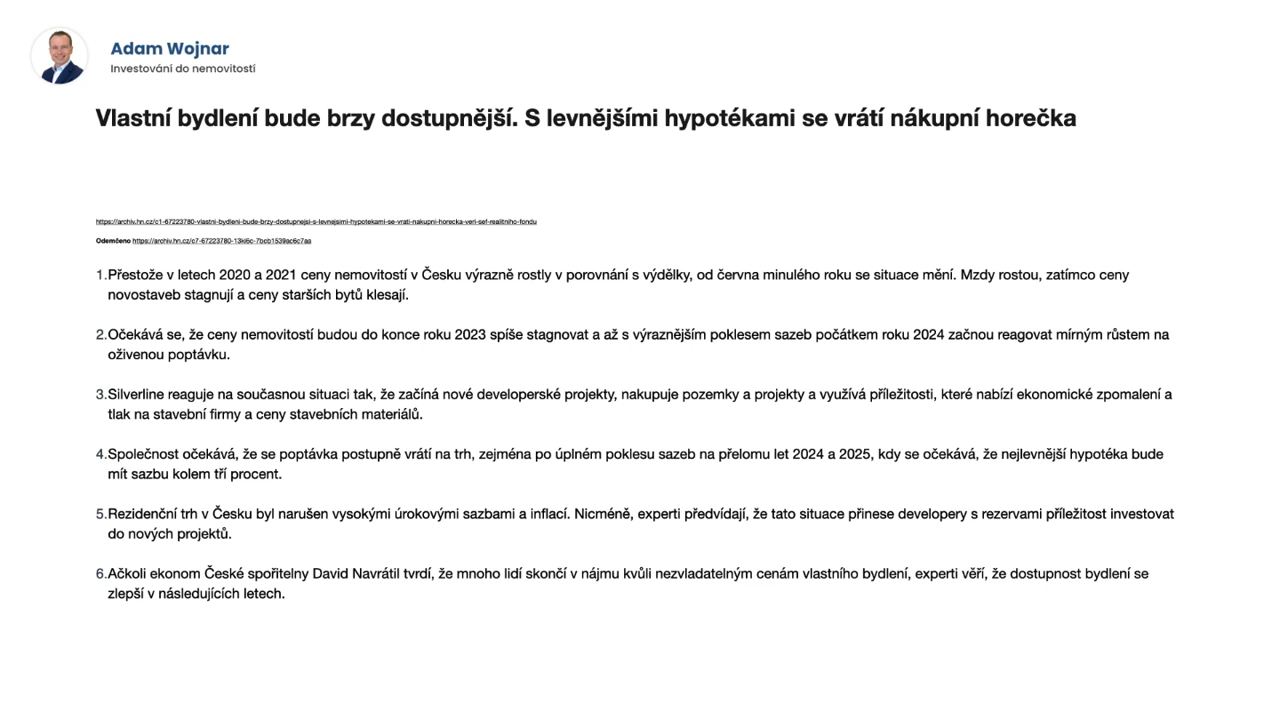 Adam Wojnar
Investování do nemovitostí
Vlastní bydlení bude brzy dostupnější. S levnějšími hypotékami se vrátí nákupní horečka
https://archiv.hn.cz/c1-67223780-vlastni-bydleni-bude-brzy-dostupnejsi-s-levnejsimi-hypotekami-se-vrati-nakupni-horecka-veri-sef-realitniho-fondu
Odemčeno https://archiv.hn.cz/c7-67223780-13ki6c-7bcb1539ac6c7aa
1.Přestože v letech 2020 a 2021 ceny nemovitostí v Česku výrazně rostly v porovnání s výdělky, od června minulého roku se situace mění. Mzdy rostou, zatímco ceny
novostaveb stagnují a ceny starších bytů klesají.
2.Očekává se, že ceny nemovitostí budou do konce roku 2023 spíše stagnovat a až s výraznějším poklesem sazeb počátkem roku 2024 začnou reagovat mírným růstem na
oživenou poptávku.
3.Silverline reaguje na současnou situaci tak, že začíná nové developerské projekty, nakupuje pozemky a projekty a využívá příležitosti, které nabízí ekonomické zpomalení a
tlak na stavební firmy a ceny stavebních materiálů.
4.Společnost očekává, že se poptávka postupně vrátí na trh, zejména po úplném poklesu sazeb na přelomu let 2024 a 2025, kdy se očekává, že nejlevnější hypotéka bude
mít sazbu kolem tří procent.
5.Rezidenční trh v Česku byl narušen vysokými úrokovými sazbami a inflací. Nicméně, experti předvídají, že tato situace přinese developery s rezervami příležitost investovat
do nových projektů.
6.Ačkoli ekonom České spořitelny David Navrátil tvrdí, že mnoho lidí skončí v nájmu kvůli nezvladatelným cenám vlastního bydlení, experti věří, že dostupnost bydlení se
zlepší v následujících letech.